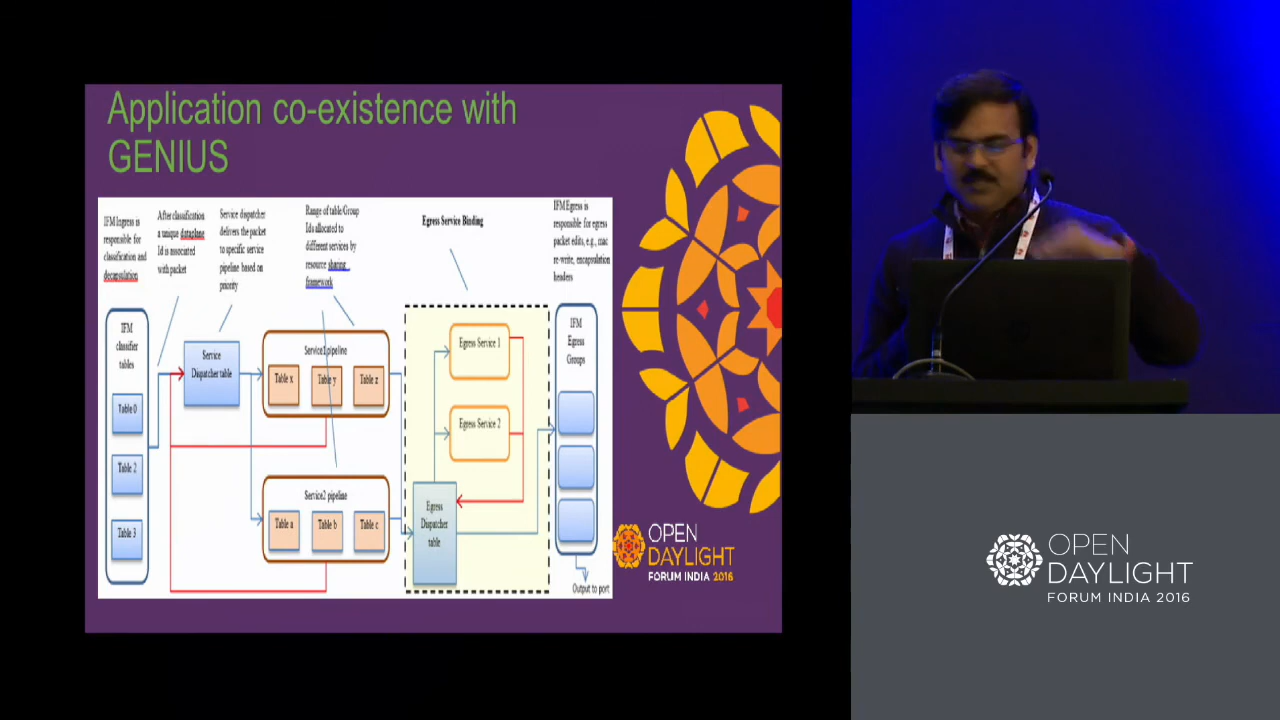 Application co-existence with
GENIUS
IFM Ingress is
responsible for
classification and
decapsulation
After classification
a unique dataplane
Id is associated
with packet
Service dispatcher
delivers the packet
to specific service
pipeline based on
priority
Range of table/Group
Ids allocated to
different services by
resource sharing
framework
Egress Service Binding
IFM Egress is
responsible for egress
packet edits, e.g., mac
re-write, encapsulation
headers
IFM
classifier
tables
Table 0
Table 2
Table 3
Service
Dispatcher table
Service1 pipeline
Table x
Table y
Table z
Service2 pipeline
Table a
Table b
Table c
Egress Service 1
Egress Service 2
Egress
Dispatcher
table
IFM
Egress
Groups
Output to port
OPEN
DAYLIGHT
FORUM INDIA 2016
OPEN
DAYLIGHT
FORUM INDIA 2016